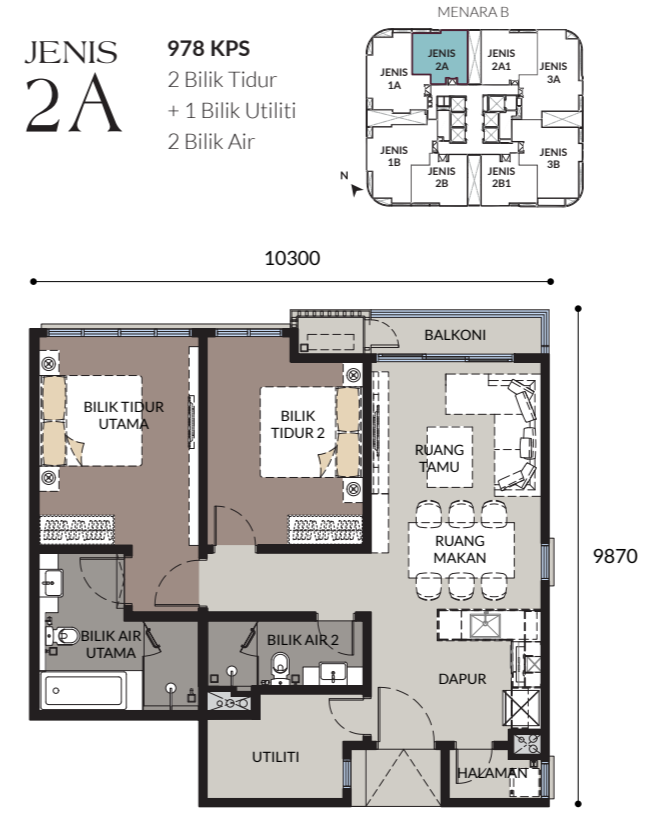 JENIS
2A
978 KPS
2 Bilik Tidur
+ 1 Bilik Utiliti
2 Bilik Air
MENARA B
JENIS
1A
JENIS
2A
JENIS
2A1
JENIS
3A
JENIS
1B
JENIS
2B
JENIS
2B1
JENIS
3B
N
10300
BALKONI
BILIK TIDUR
UTAMA
BILIK
TIDUR 2
RUANG
TAMU
RUANG
MAKAN
9870
BILIK AIR
UTAMA
BILIK AIR 2
DAPUR
UTILITI
HALAMAN